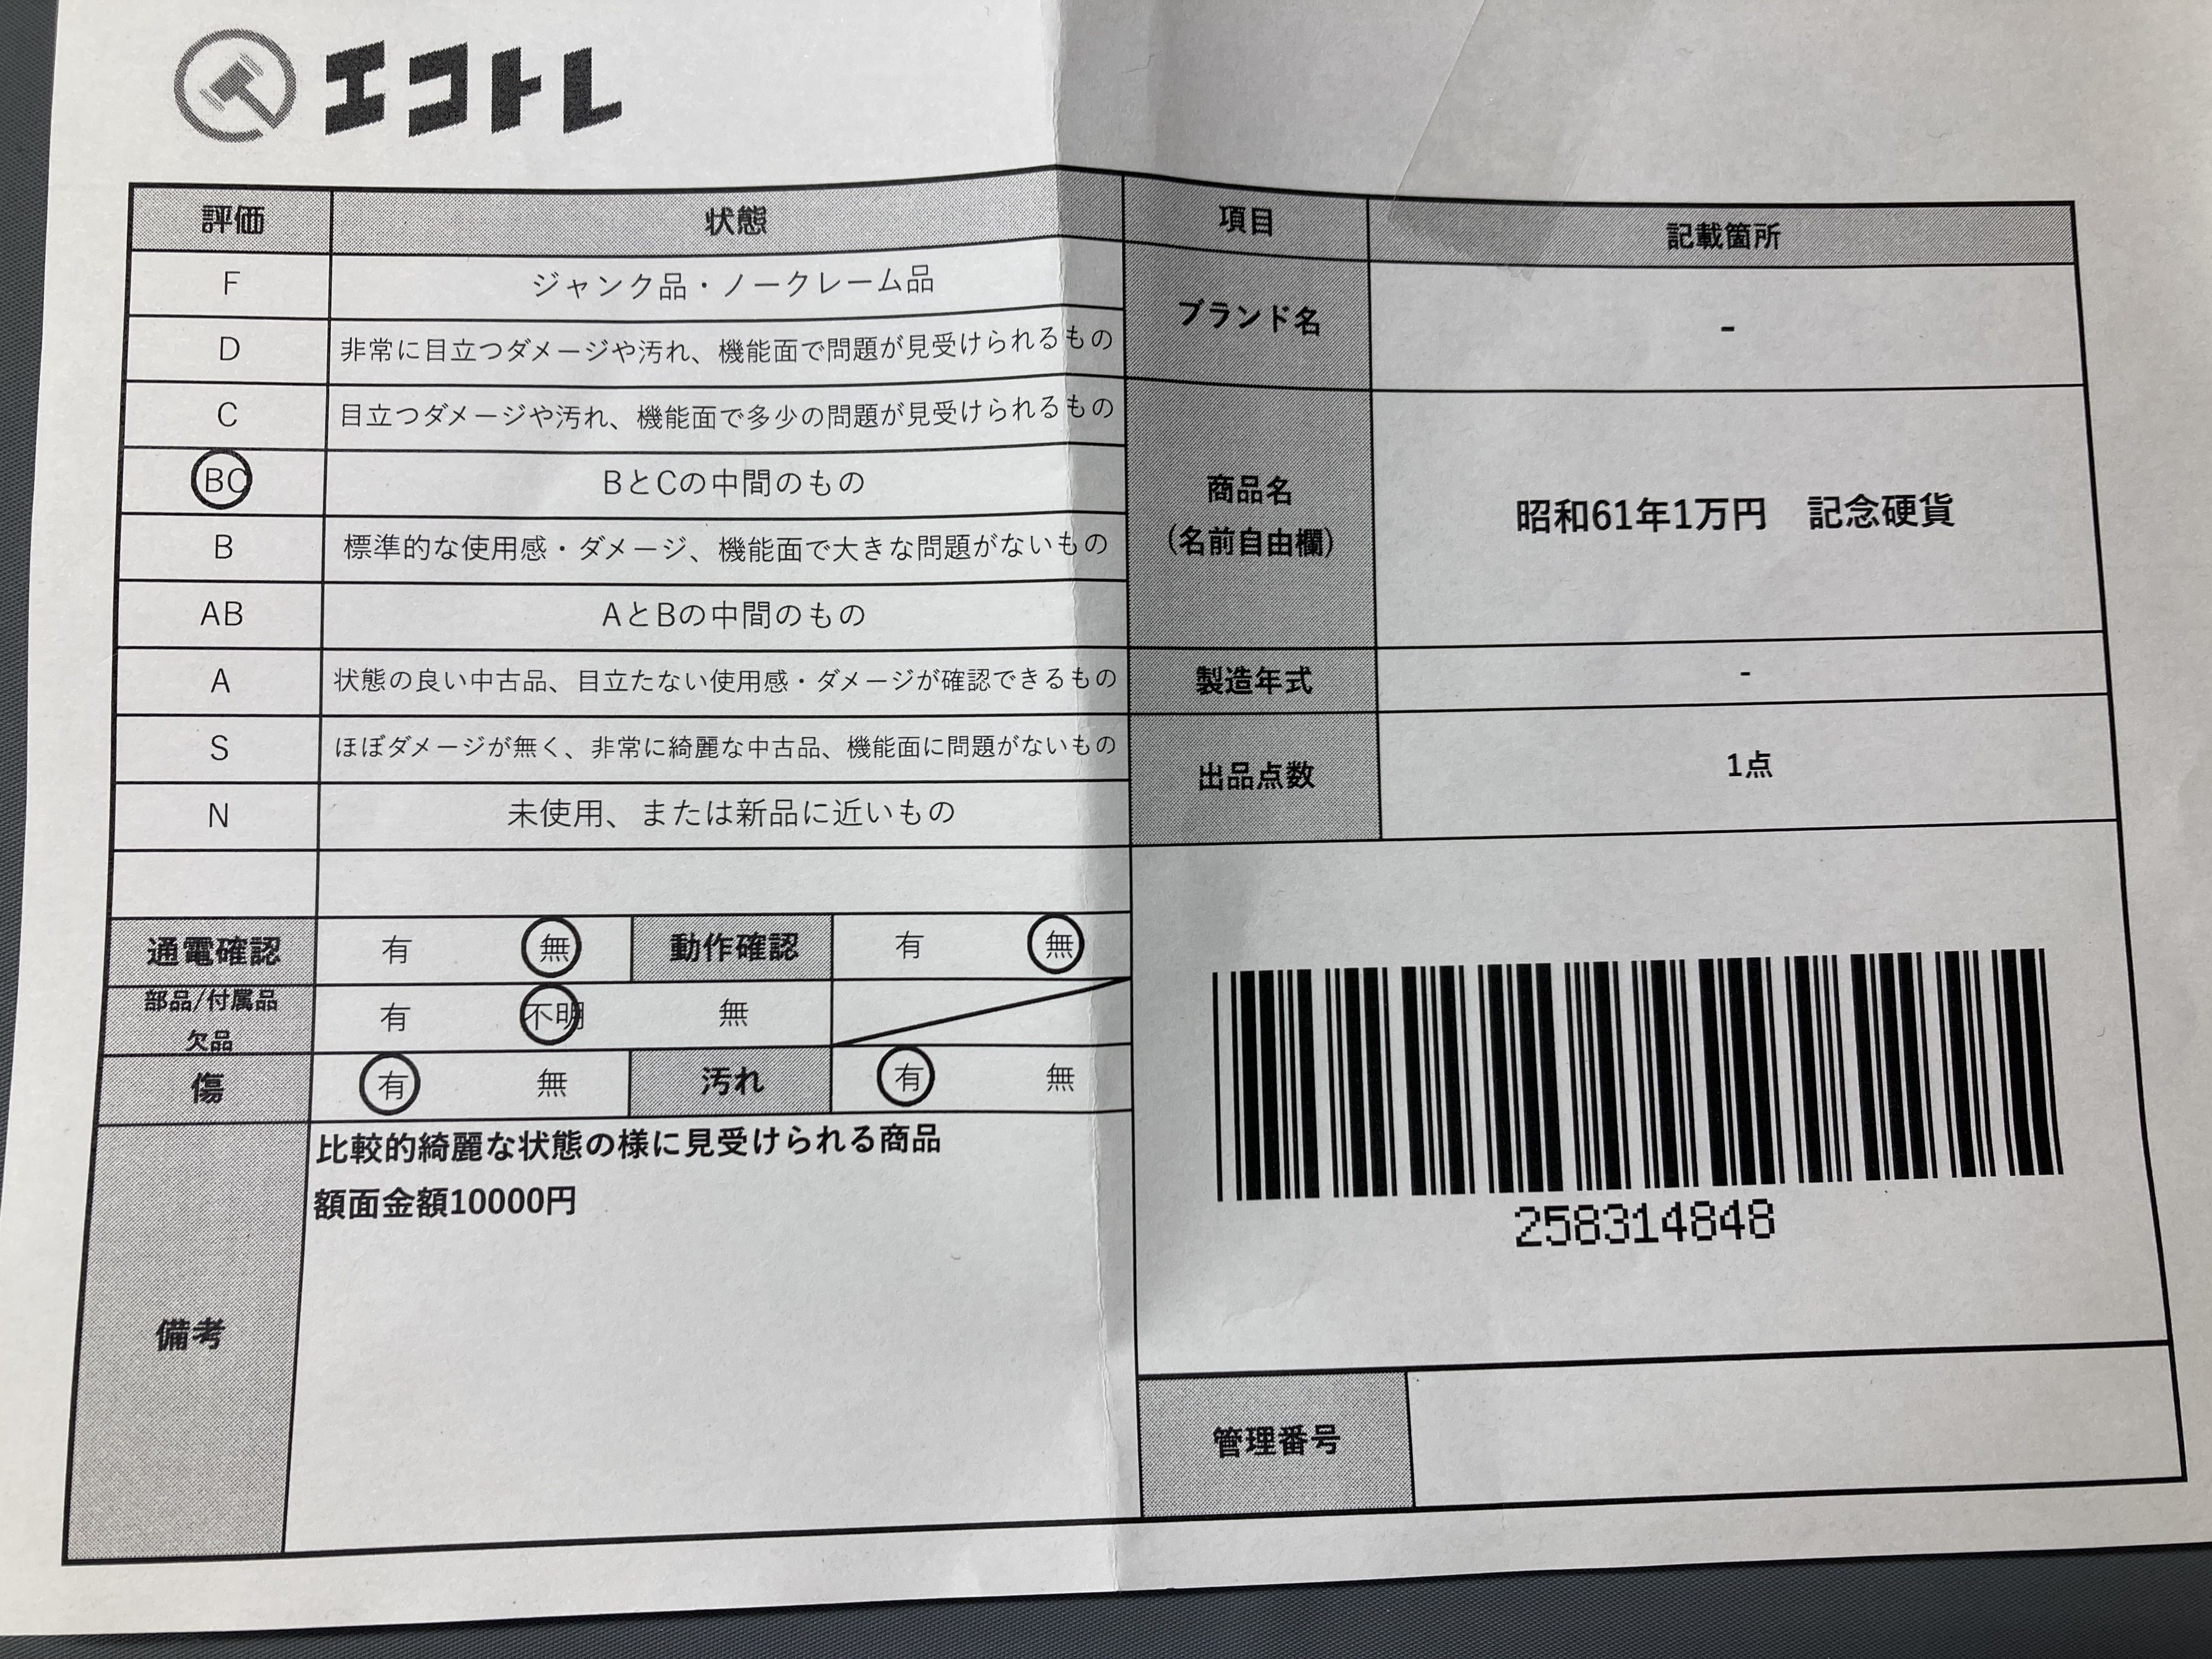 エコトレ
評価 状態
F ジャンク品・ノークレーム品
D 非常に目立つダメージや汚れ、機能面で問題が見受けられるもの
C 目立つダメージや汚れ、機能面で多少の問題が見受けられるもの
BC BとCの中間のもの
B 標準的な使用感・ダメージ、機能面で大きな問題がないもの
AB AとBの中間のもの
A 状態の良い中古品、目立たない使用感・ダメージが確認できるもの
S ほぼダメージが無く、非常に綺麗な中古品、機能面に問題がないもの
N 未使用、または新品に近いもの
通電確認 有 無 動作確認 有 無
部品/付属品
欠品
有 不明 無
傷 有 無 汚れ 有 無
備考
比較的綺麗な状態の様に見受けられる商品
額面金額10000円
項目 記載箇所
ブランド名 -
商品名
(名前自由欄)
昭和61年1万円 記念硬貨
製造年式 -
出品点数 1点
258314848
管理番号